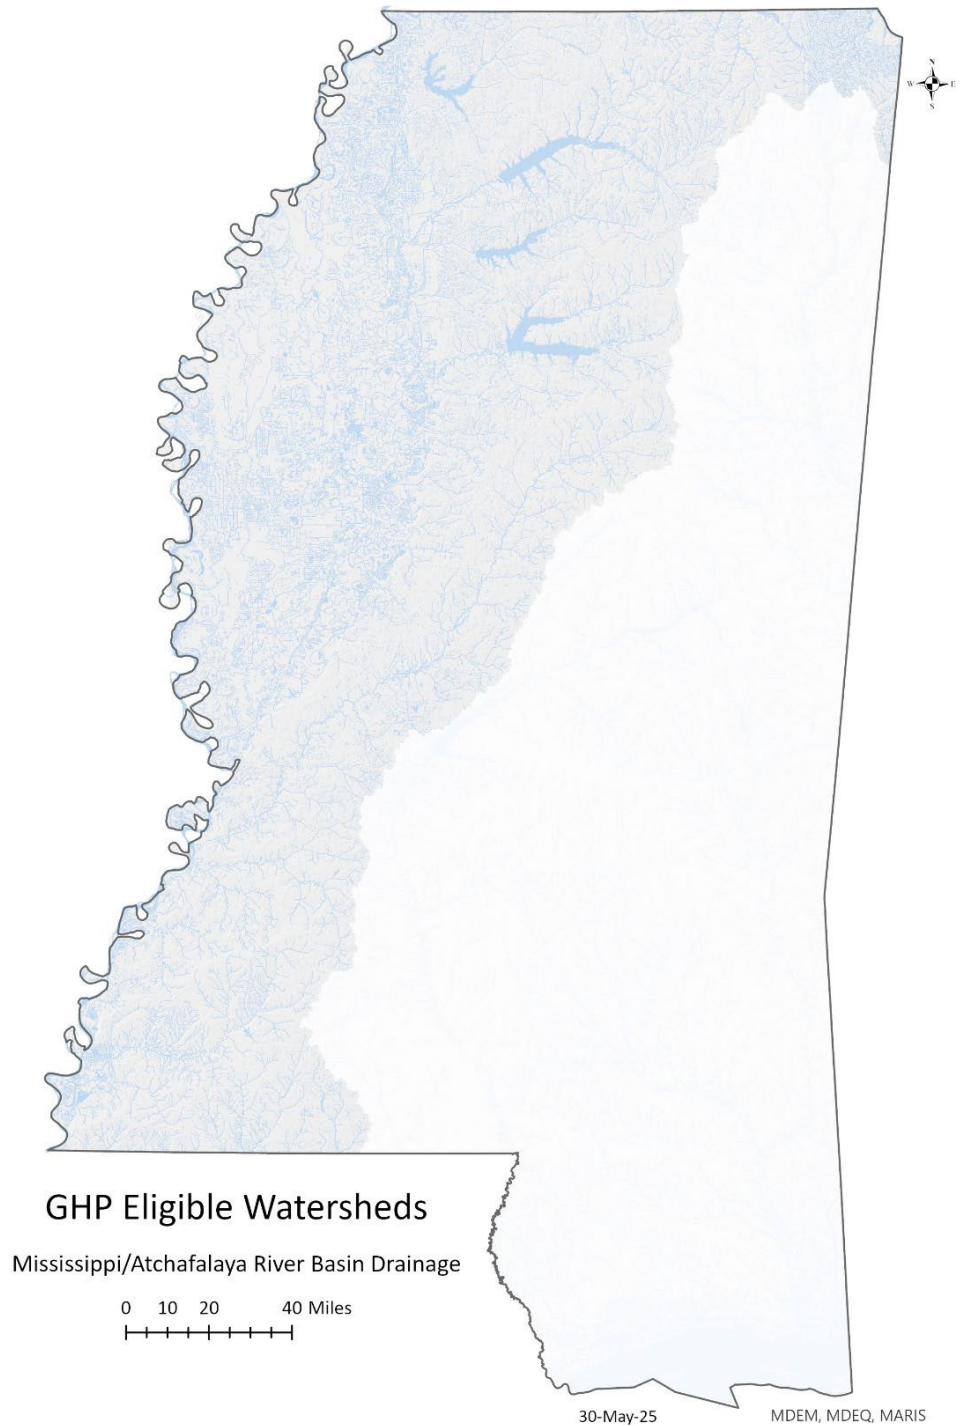 N
W E
S
GHP Eligible Watersheds
Mississippi/Atchafalaya River Basin Drainage
0 10 20 40 Miles
30-May-25
MDEM, MDEQ, MARIS